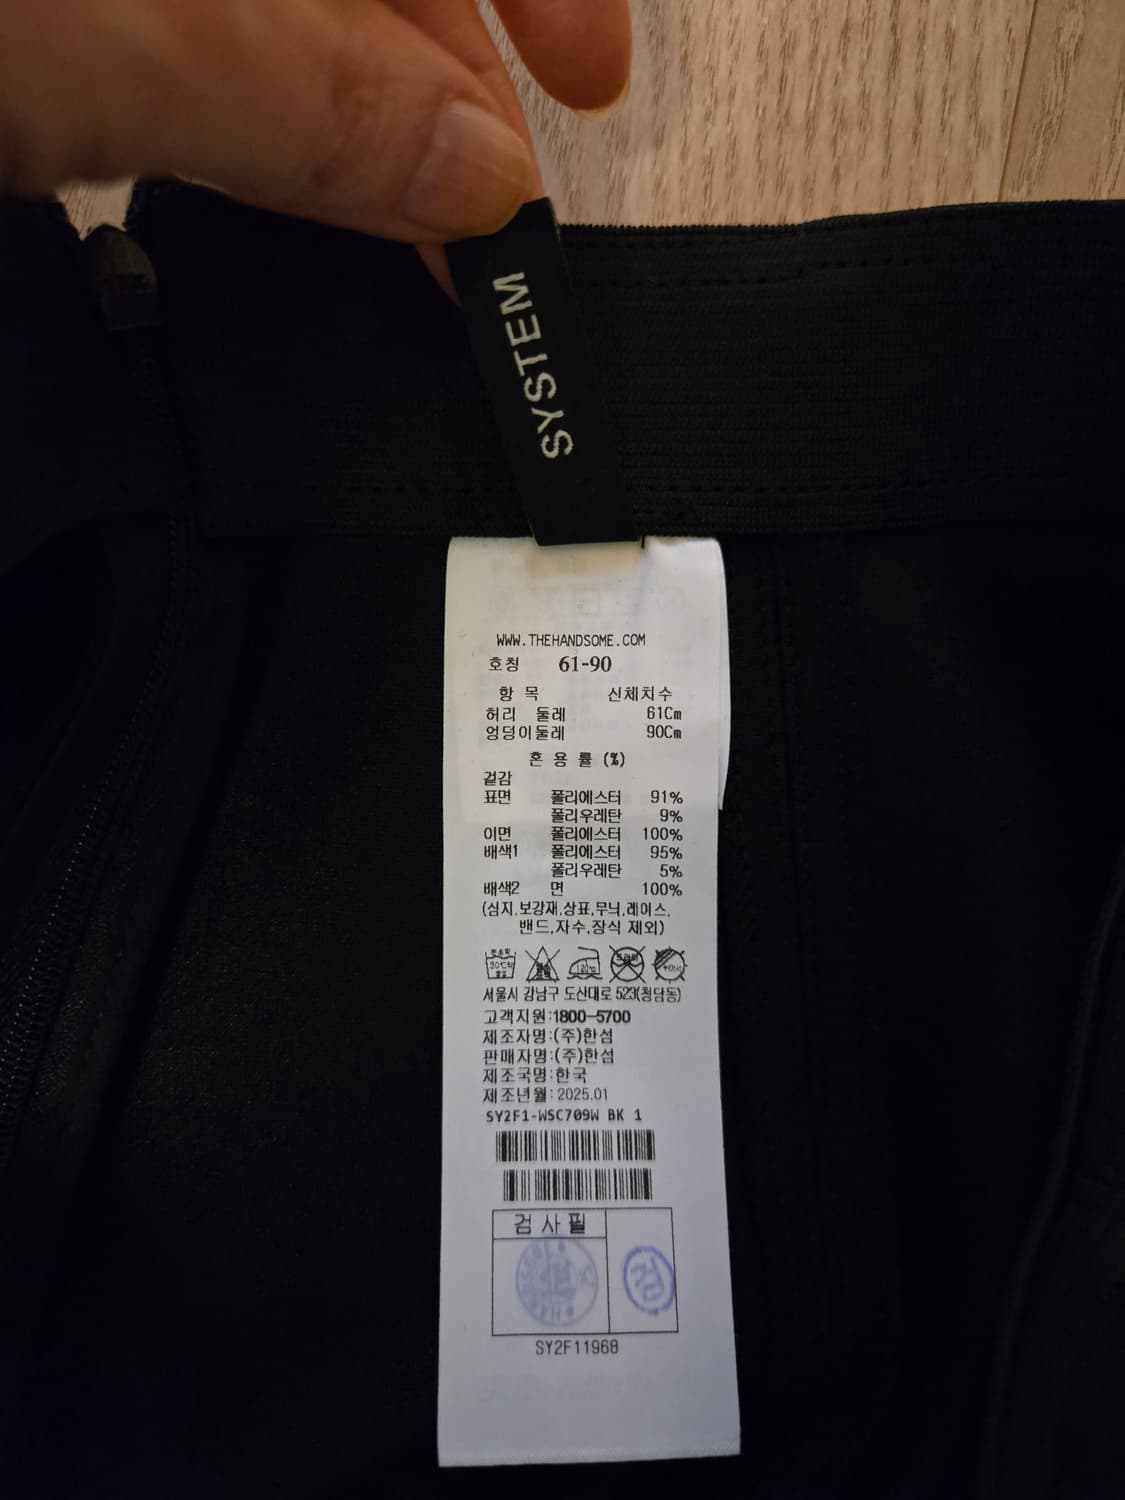 SYSTEM
WWW.THEHANDSOME.COM
호칭 61-90
항 목 신체치수
허리 둘레 61Cm
엉덩이둘레 90Cm
혼 용 률 (%)
겉감
표면 폴리에스터 91%
폴리우레탄 9%
이면 폴리에스터 100%
배색1 폴리에스터 95%
폴리우레탄 5%
배색2 면 100%
(심지,보강재,상표,무늬,레이스,
밴드,자수,장식 제외)
120℃
서울시 강남구 도산대로 523(청담동)
고객지원:1800-5700
제조자명:(주)한섬
판매자명:(주)한섬
제조국명:한국
제조년월:2025.01
SY2F1-WSC709W BK 1
검 사 필
검
SY2F11968